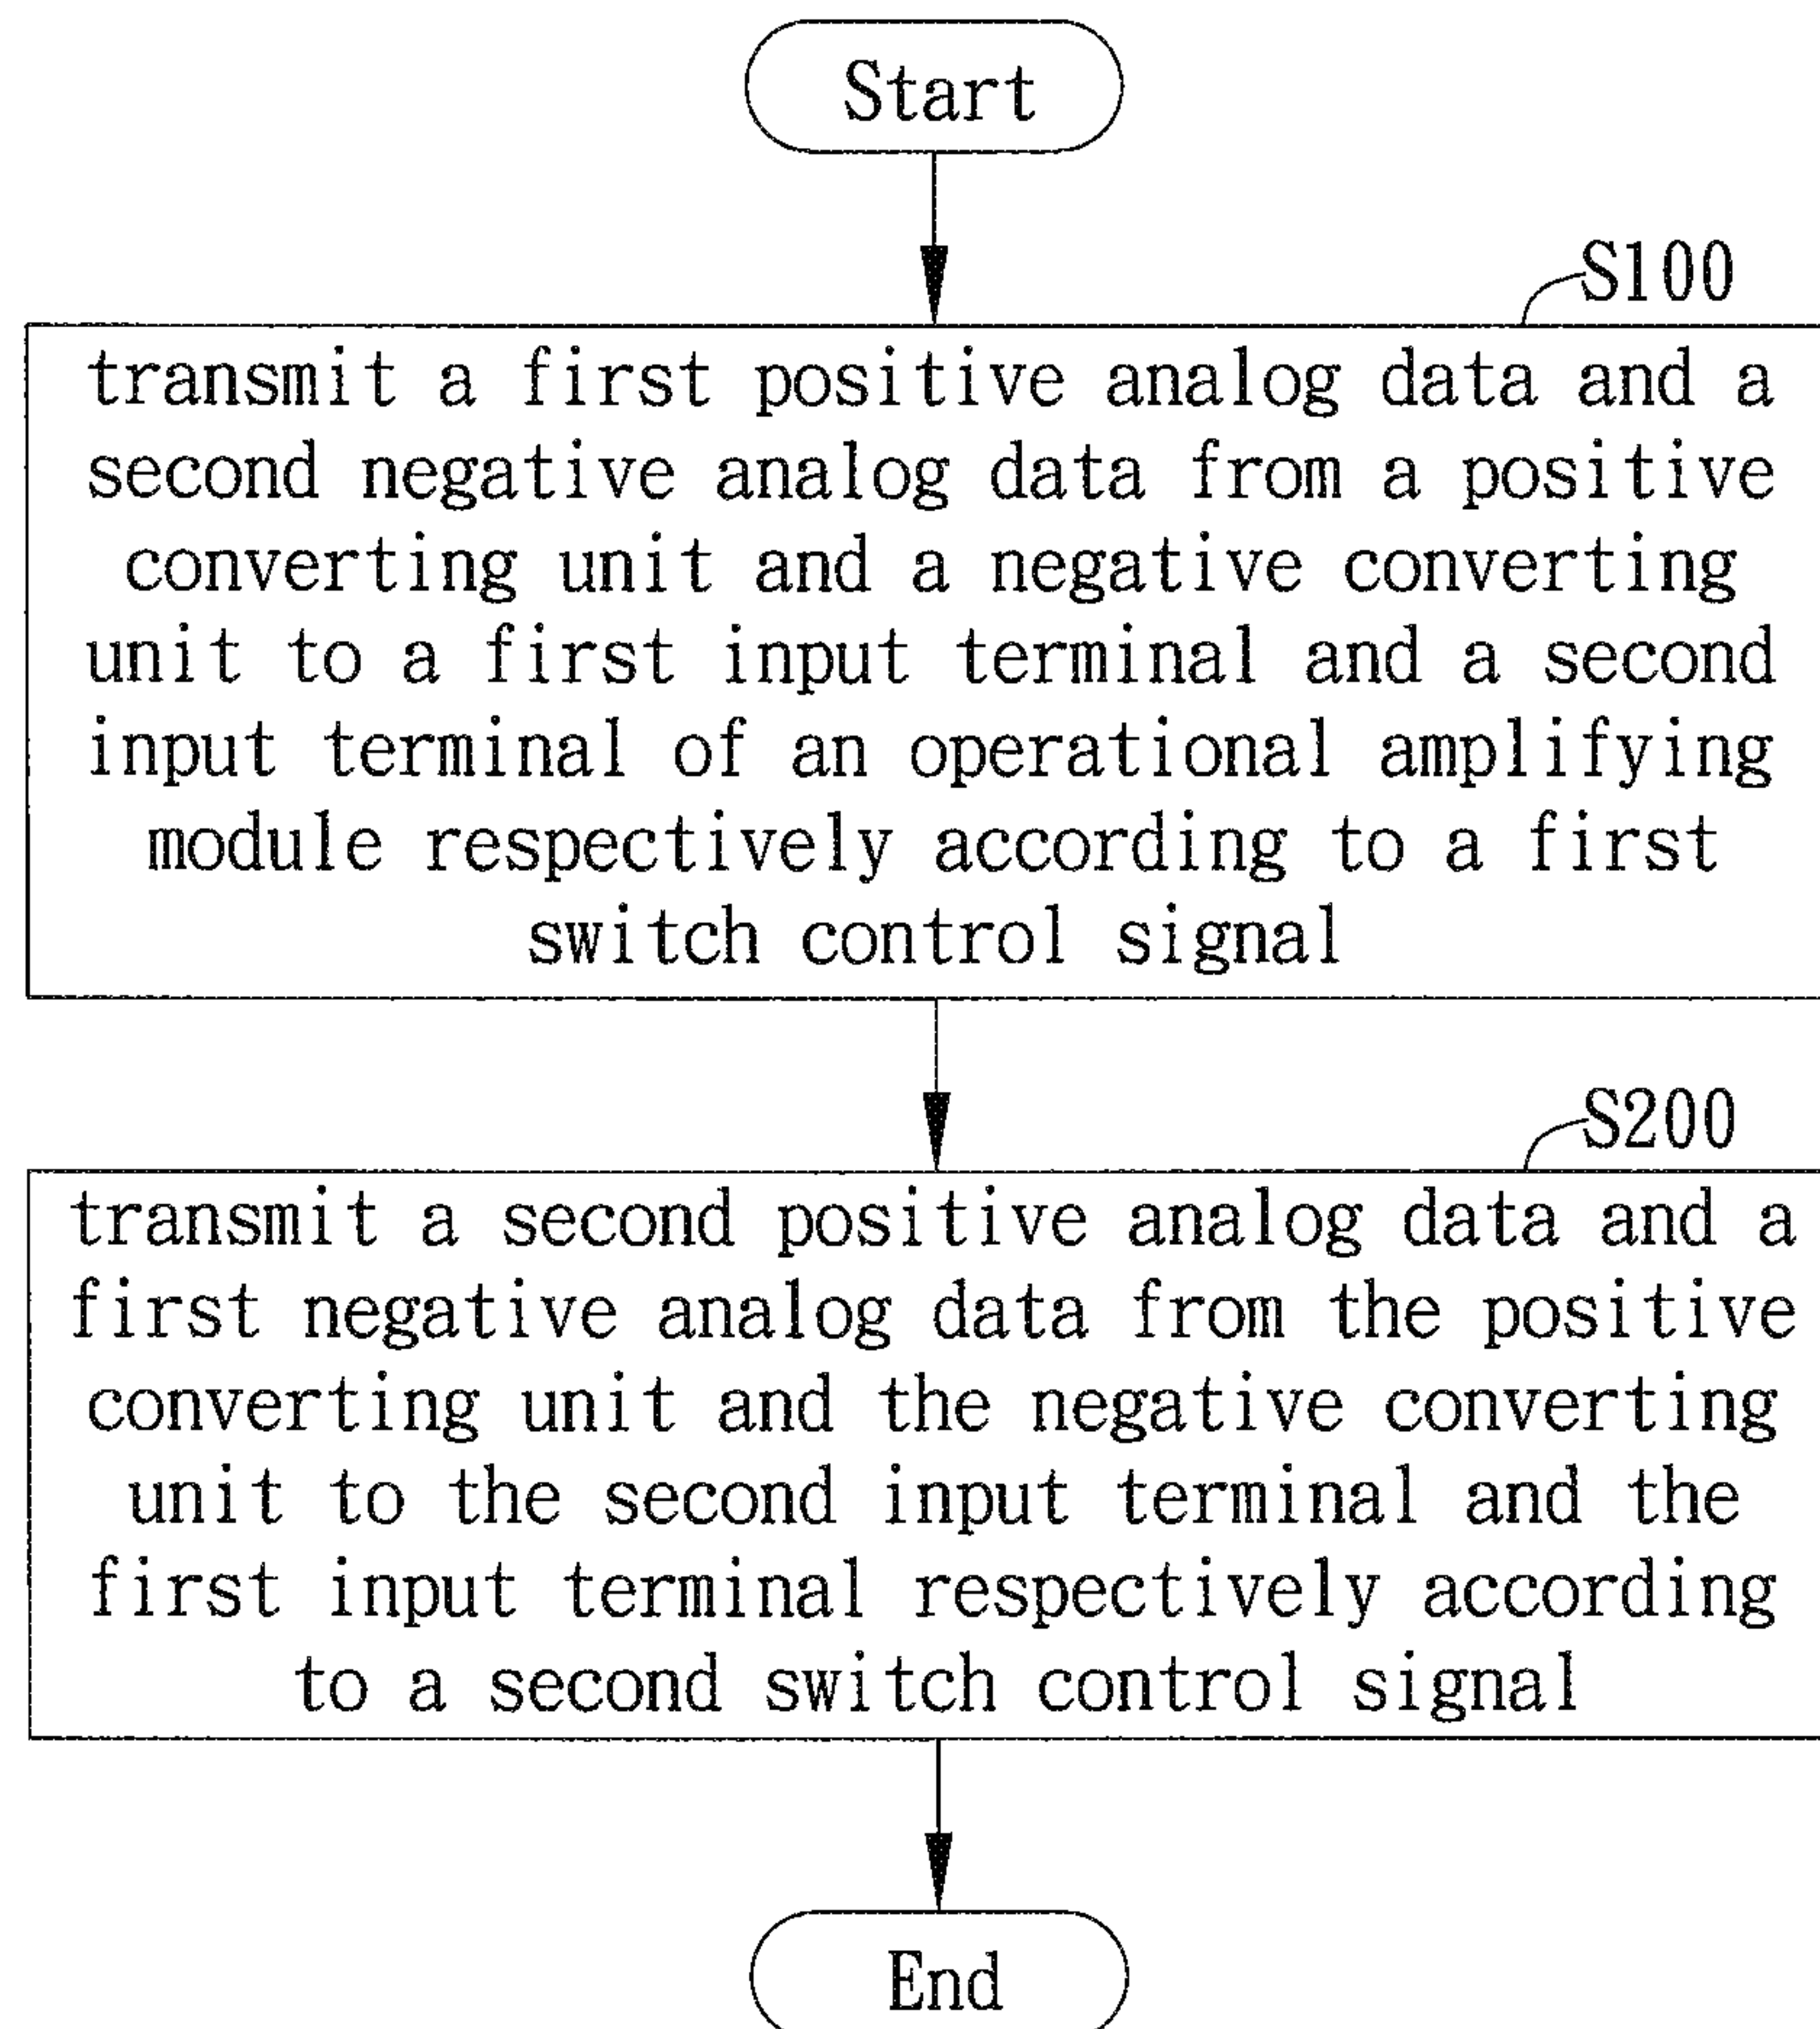 Start
S100
transmit a first positive analog data and a
second negative analog data from a positive
converting unit and a negative converting
unit to a first input terminal and a second
input terminal of an operational amplifying
module respectively according to a first
switch control signal
S200
transmit a second positive analog data and a
first negative analog data from the positive
converting unit and the negative converting
unit to the second input terminal and the
first input terminal respectively according
to a second switch control signal
End